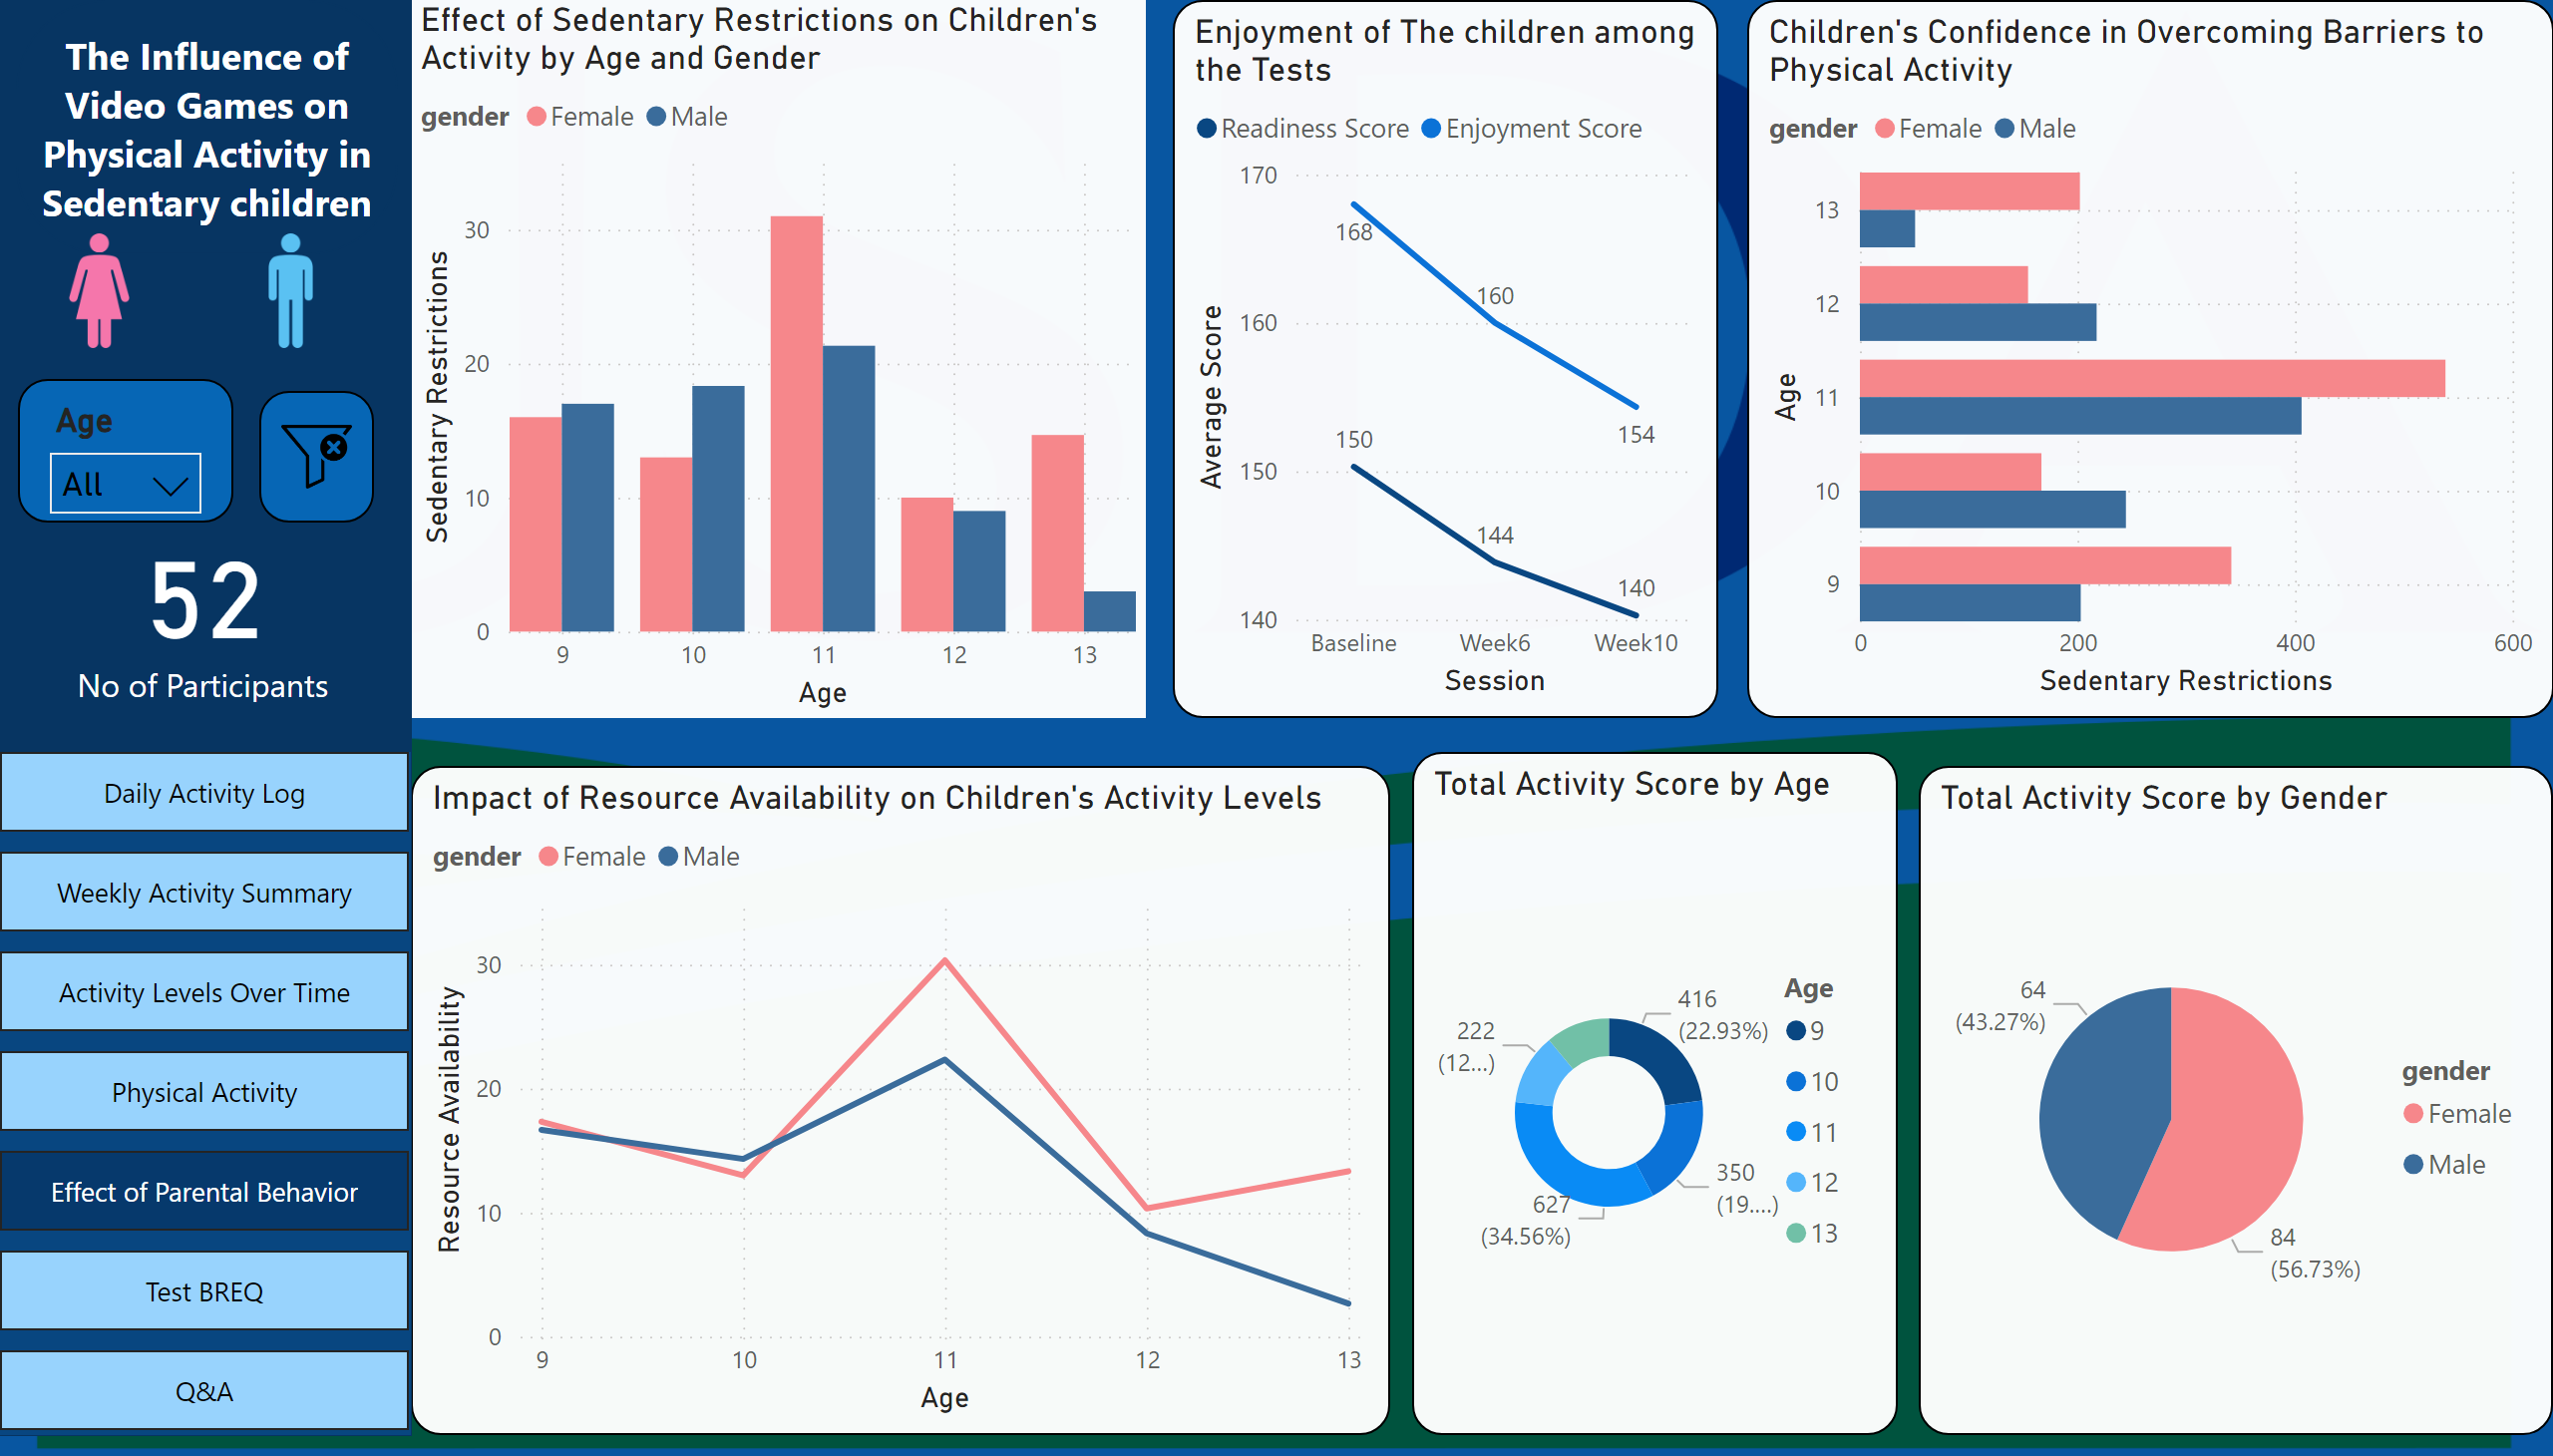 The Influence of
Video Games on
Physical Activity in
Sedentary children
Age
All
52
No of Participants
Daily Activity Log
Weekly Activity Summary
Activity Levels Over Time
Physical Activity
Effect of Parental Behavior
Test BREQ
Q&A
Effect of Sedentary Restrictions on Children's
Activity by Age and Gender
gender Female Male
Sedentary Restrictions
30
20
10
0
9 10 11 12 13
Age
Enjoyment of The children among
the Tests
Readiness Score Enjoyment Score
Average Score
170
160
150
140
168
160
154
150
144
140
Baseline Week6 Week10
Session
Children's Confidence in Overcoming Barriers to
Physical Activity
gender Female Male
Age
13
12
11
10
9
0 200 400 600
Sedentary Restrictions
Impact of Resource Availability on Children's Activity Levels
gender Female Male
Resource Availability
30
20
10
0
9 10 11 12 13
Age
Total Activity Score by Age
416
(22.93%)
222
(12...)
350
(19....)
627
(34.56%)
Age
9
10
11
12
13
Total Activity Score by Gender
64
(43.27%)
84
(56.73%)
gender
Female
Male